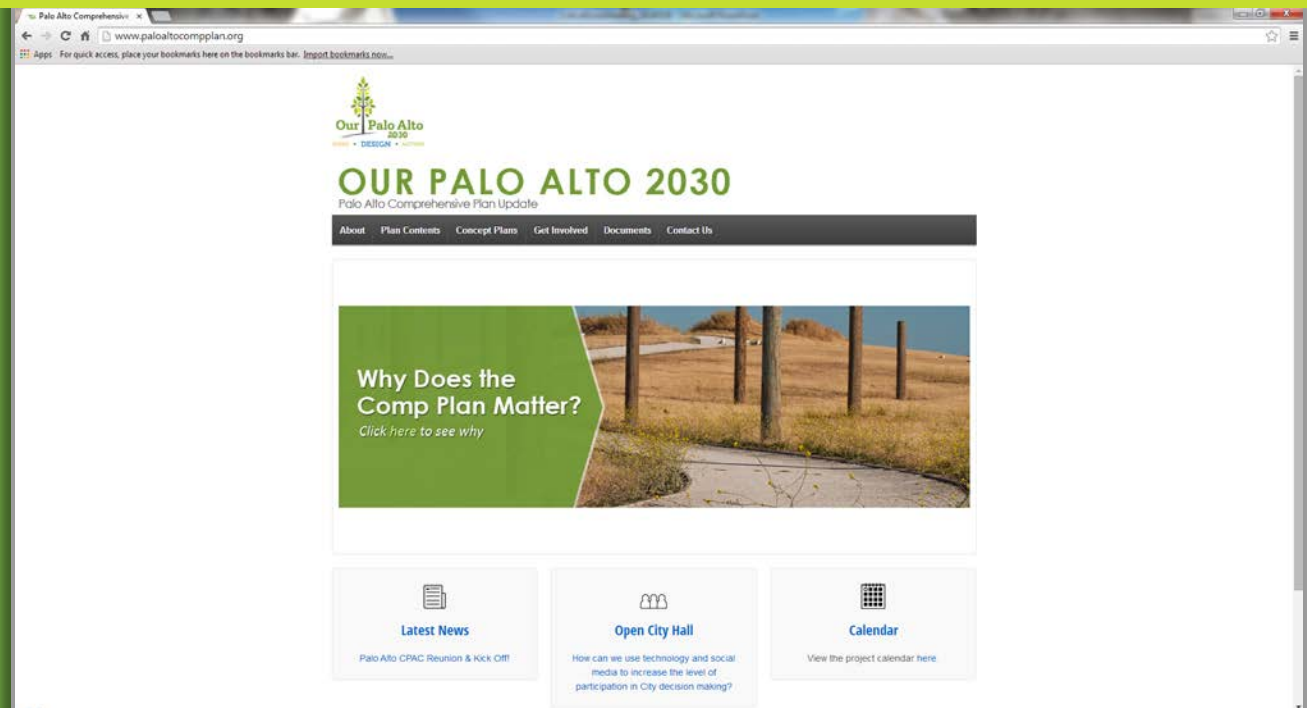 Palo Alto Comprehensive
www.paloaltocompplan.org
Apps For quick access, place your bookmarks here on the bookmarks bar. Import bookmarks now...
Our Palo Alto
2030
DESIGN
OUR PALO ALTO 2030
Palo Alto Comprehensive Plan Update
About Plan Contents Concept Plans Get Involved Documents Contact Us
Why Does the
Comp Plan Matter?
Click here to see why
Latest News
Palo Alto CPAC Reunion & Kick Off!
Open City Hall
How can we use technology and social
media to increase the level of
participation in City decision making?
Calendar
View the project calendar here